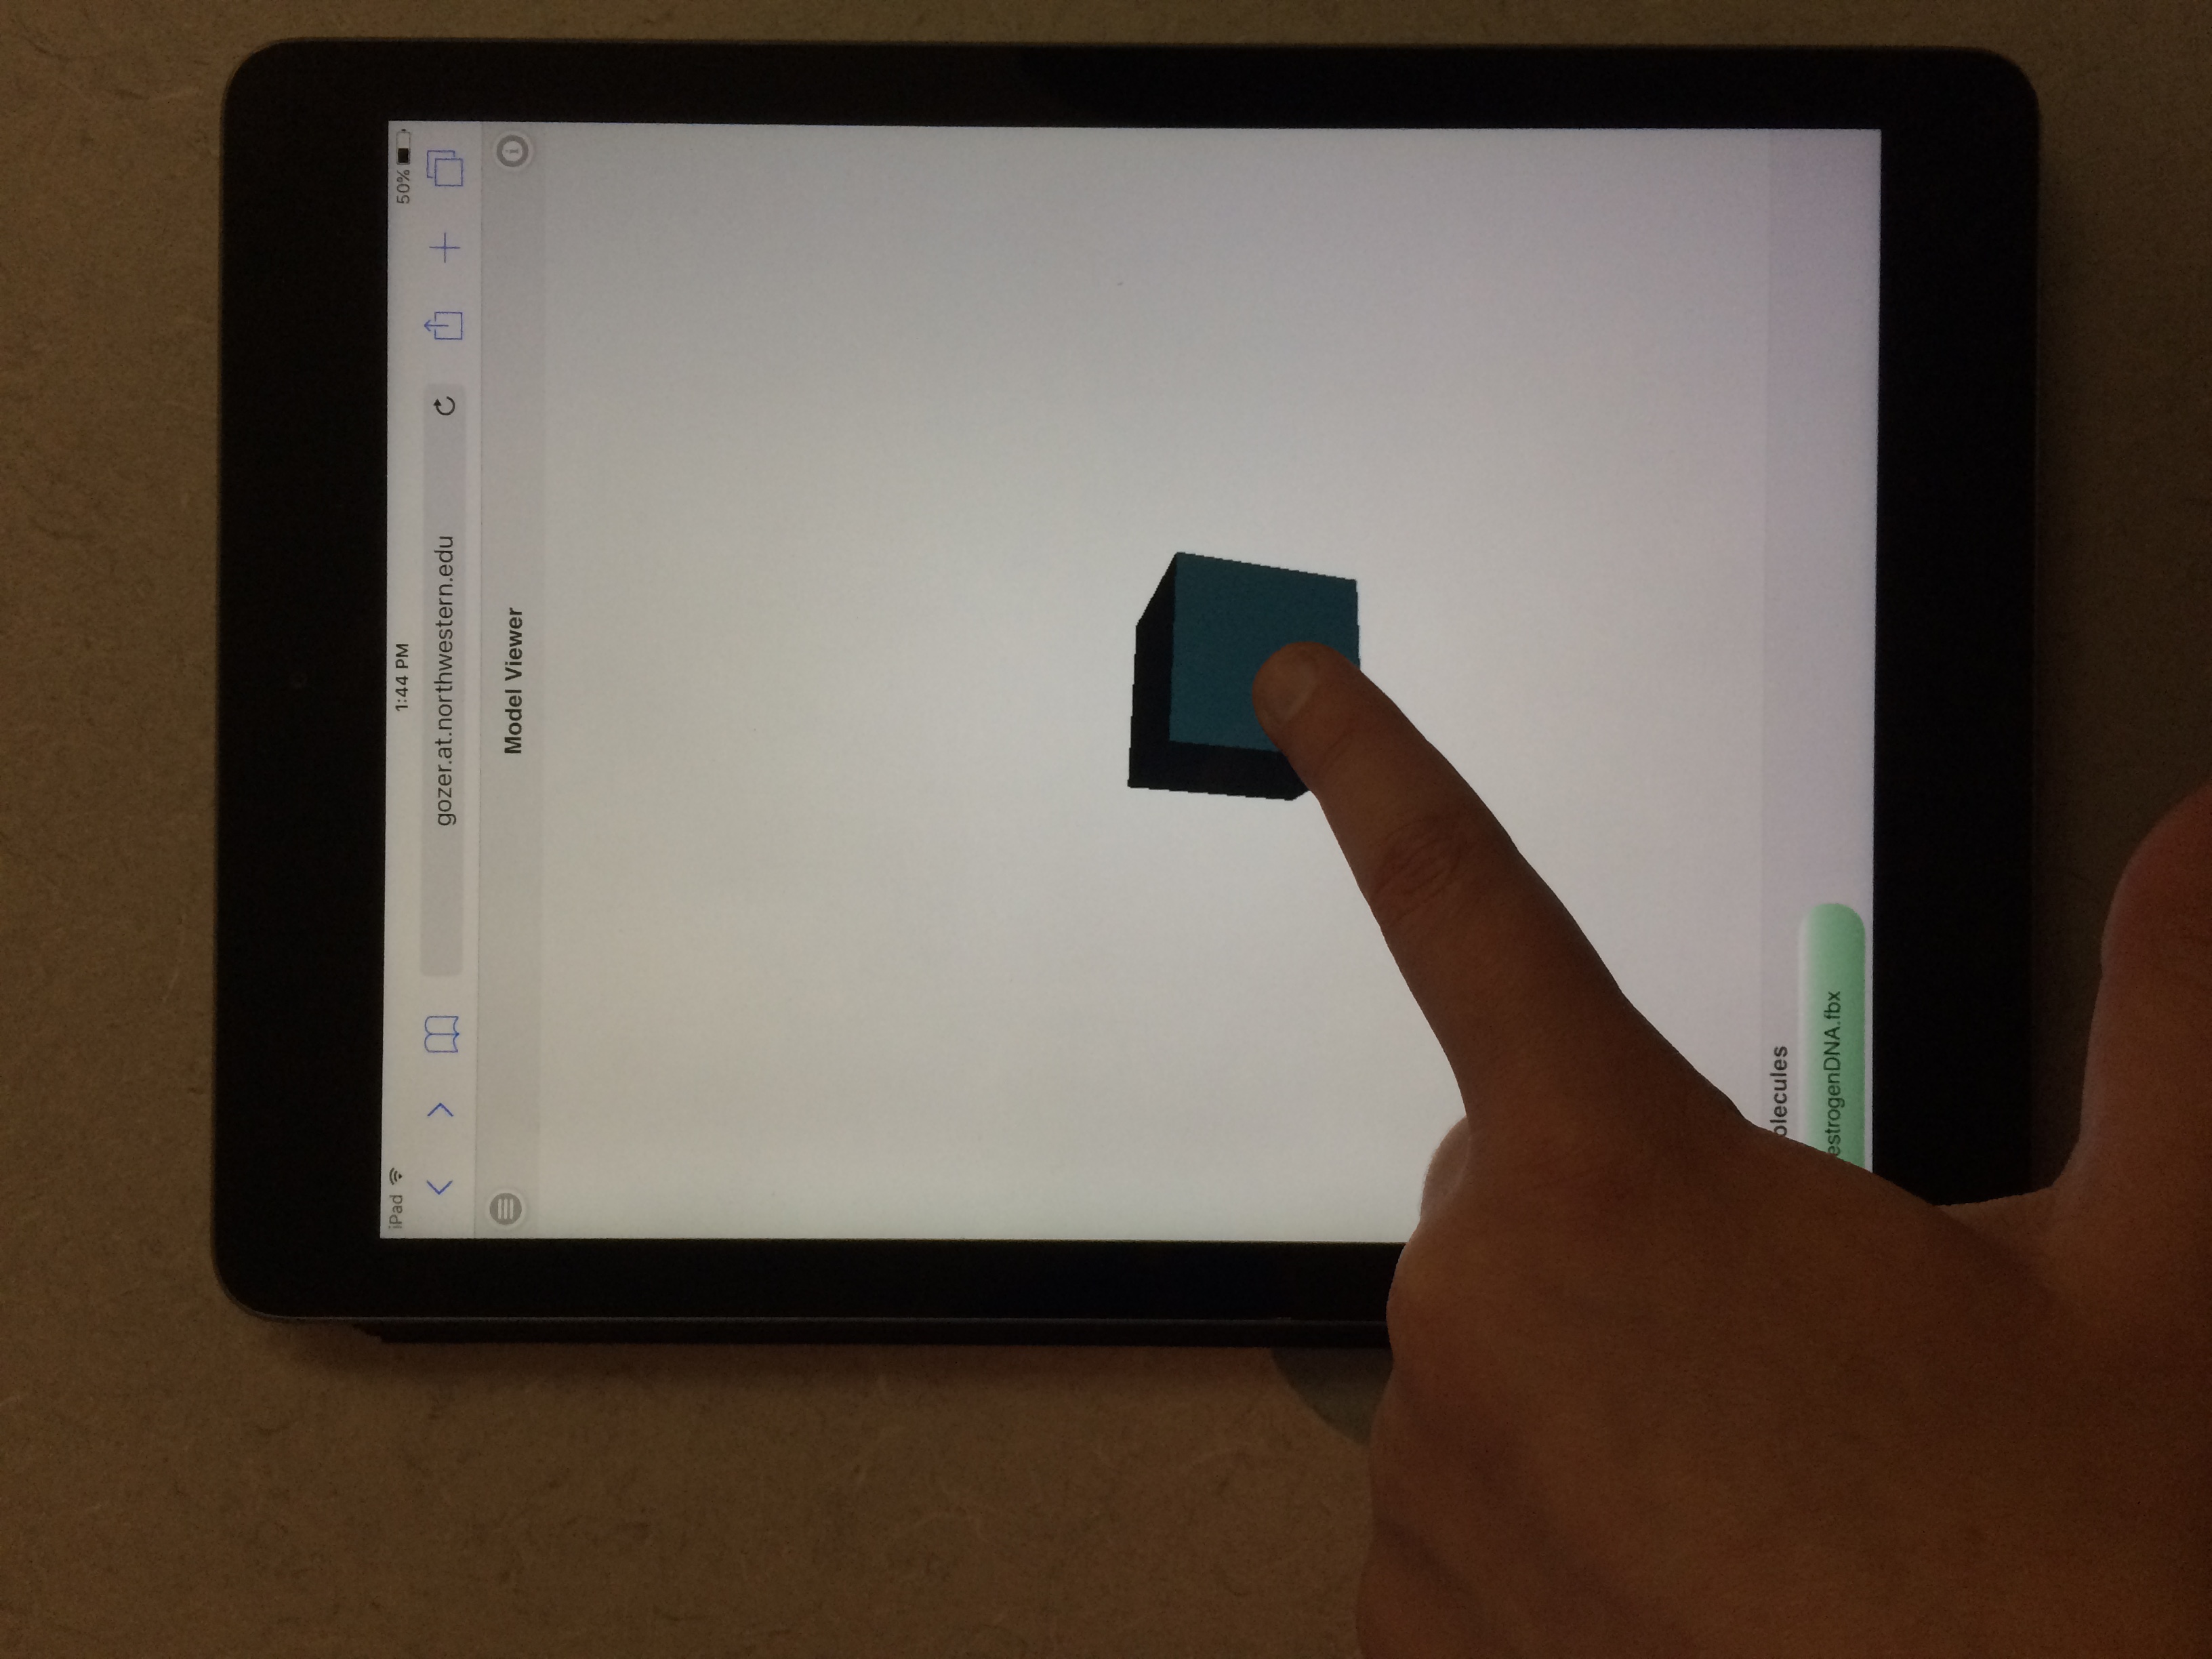 iPad 1:44 PM 50%
gozer.at.northwestern.edu
Model Viewer
olecules
estrogenDNA.fbx